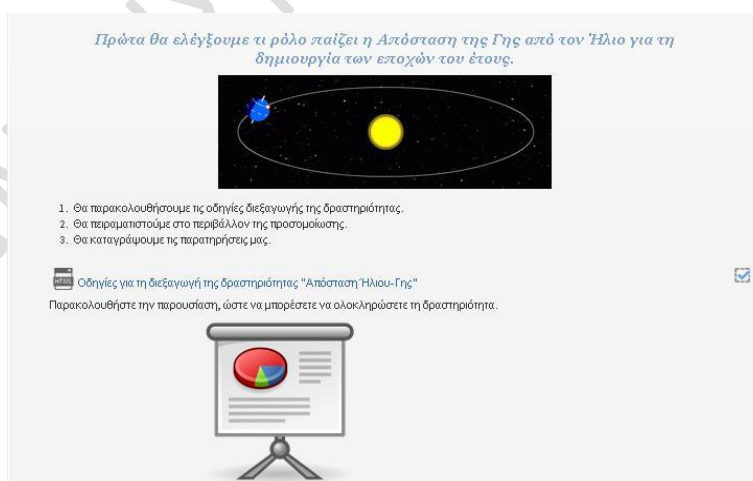 Πρώτα θα ελέγξουμε τι ρόλο παίζει η Απόσταση της Γης από τον Ήλιο για τη
δημιουργία των εποχών του έτους.
1. Θα παρακολουθήσουμε τις οδηγίες διεξαγωγής της δραστηριότητας.
2. Θα πειραματιστούμε στο περιβάλλον της προσομοίωσης.
3. Θα καταγράψουμε τις παρατηρήσεις μας.
HTML Οδηγίες για τη διεξαγωγή της δραστηριότητας "Απόσταση Ήλιου-Γης"
Παρακολουθήστε την παρουσίαση, ώστε να μπορέσετε να ολοκληρώσετε τη δραστηριότητα.